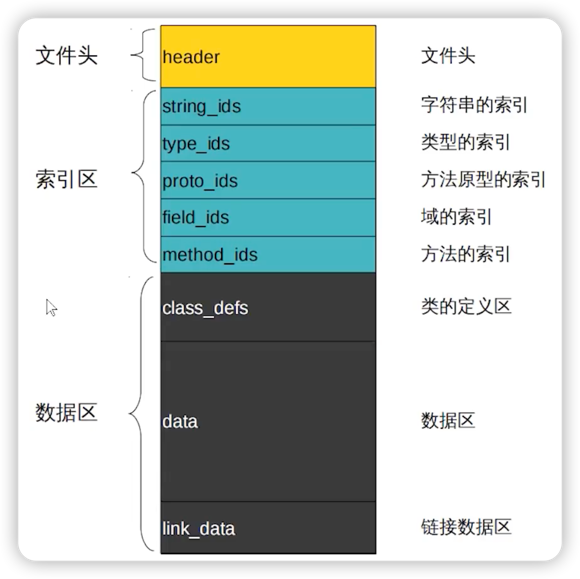 文件头 header 文件头
string_ids 字符串的索引
type_ids 类型的索引
索引区 proto_ids 方法原型的索引
field_ids 域的索引
method_ids 方法的索引
class_defs 类的定义区
数据区 data 数据区
link_data 链接数据区